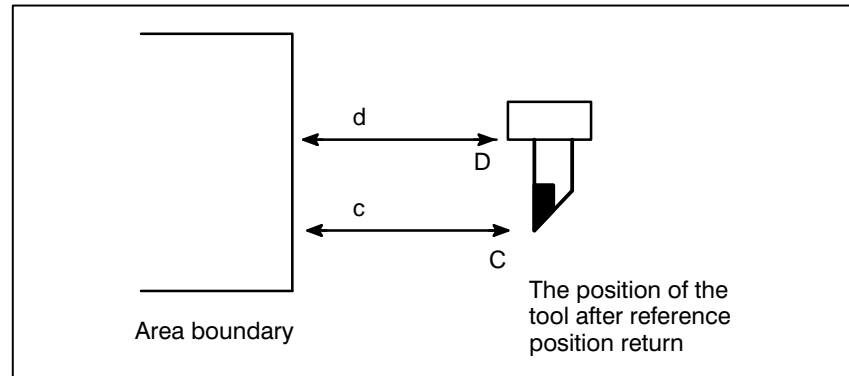 d
D
c
C
The position of the
tool after reference
position return
Area boundary